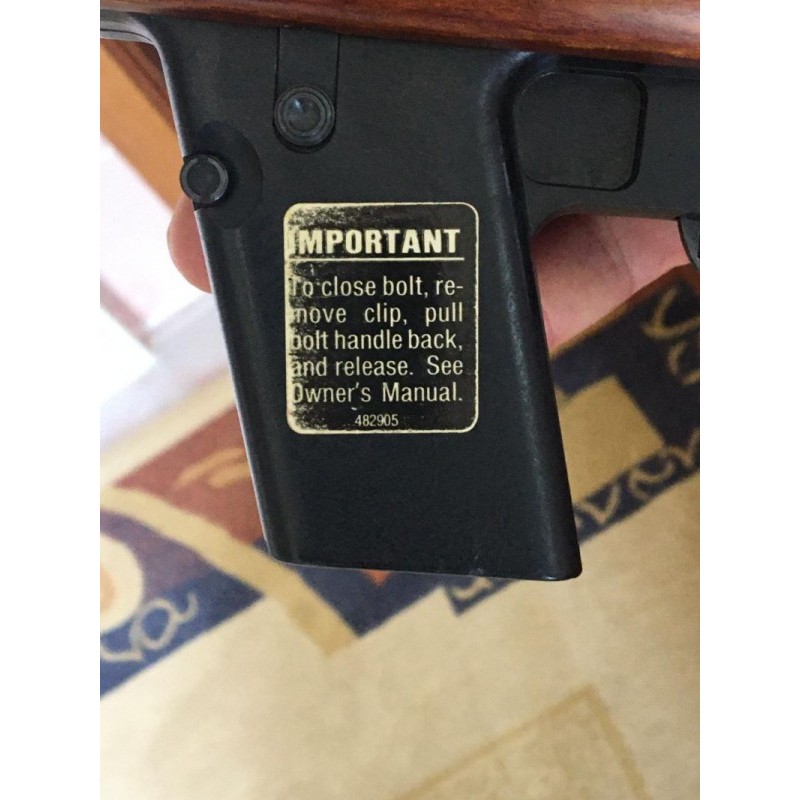 IMPORTANT
To close bolt, re-
move clip, pull
bolt handle back,
and release. See
Owner's Manual.
482905